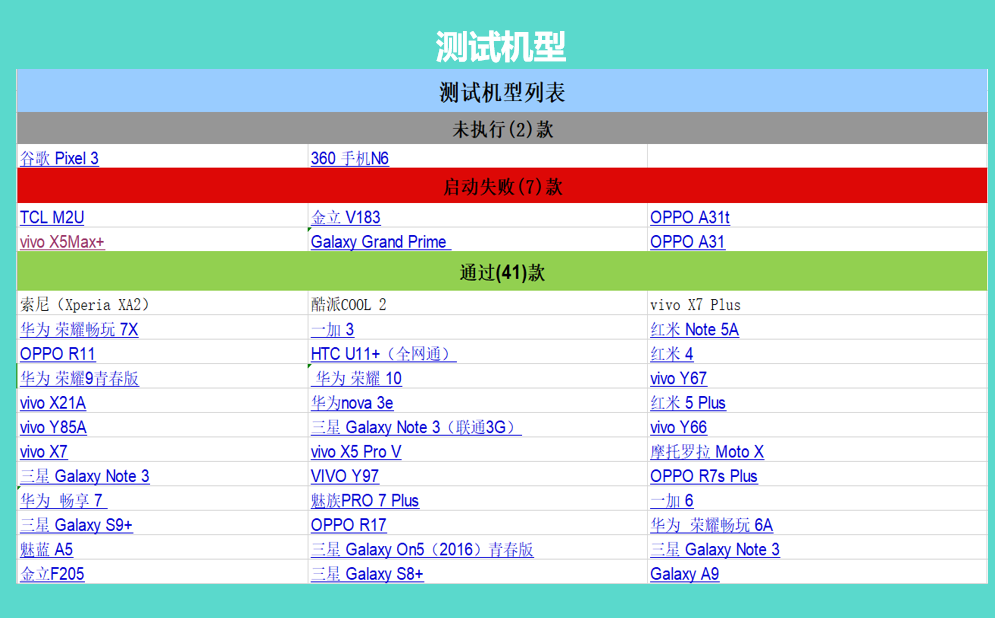 测试机型
测试机型列表
未执行(2)款
谷歌 Pixel 3 360 手机N6
启动失败(7)款
TCL M2U 金立 V183 OPPO A31t
vivo X5Max+ Galaxy Grand Prime OPPO A31
通过(41)款
索尼（Xperia XA2） 酷派COOL 2 vivo X7 Plus
华为 荣耀畅玩 7X 一加 3 红米 Note 5A
OPPO R11 HTC U11+（全网通） 红米 4
华为 荣耀9青春版 华为 荣耀 10 vivo Y67
vivo X21A 华为nova 3e 红米 5 Plus
vivo Y85A 三星 Galaxy Note 3（联通3G） vivo Y66
vivo X7 vivo X5 Pro V 摩托罗拉 Moto X
三星 Galaxy Note 3 VIVO Y97 OPPO R7s Plus
华为 畅享 7 魅族PRO 7 Plus 一加 6
三星 Galaxy S9+ OPPO R17 华为 荣耀畅玩 6A
魅蓝 A5 三星 Galaxy On5（2016）青春版 三星 Galaxy Note 3
金立F205 三星 Galaxy S8+ Galaxy A9